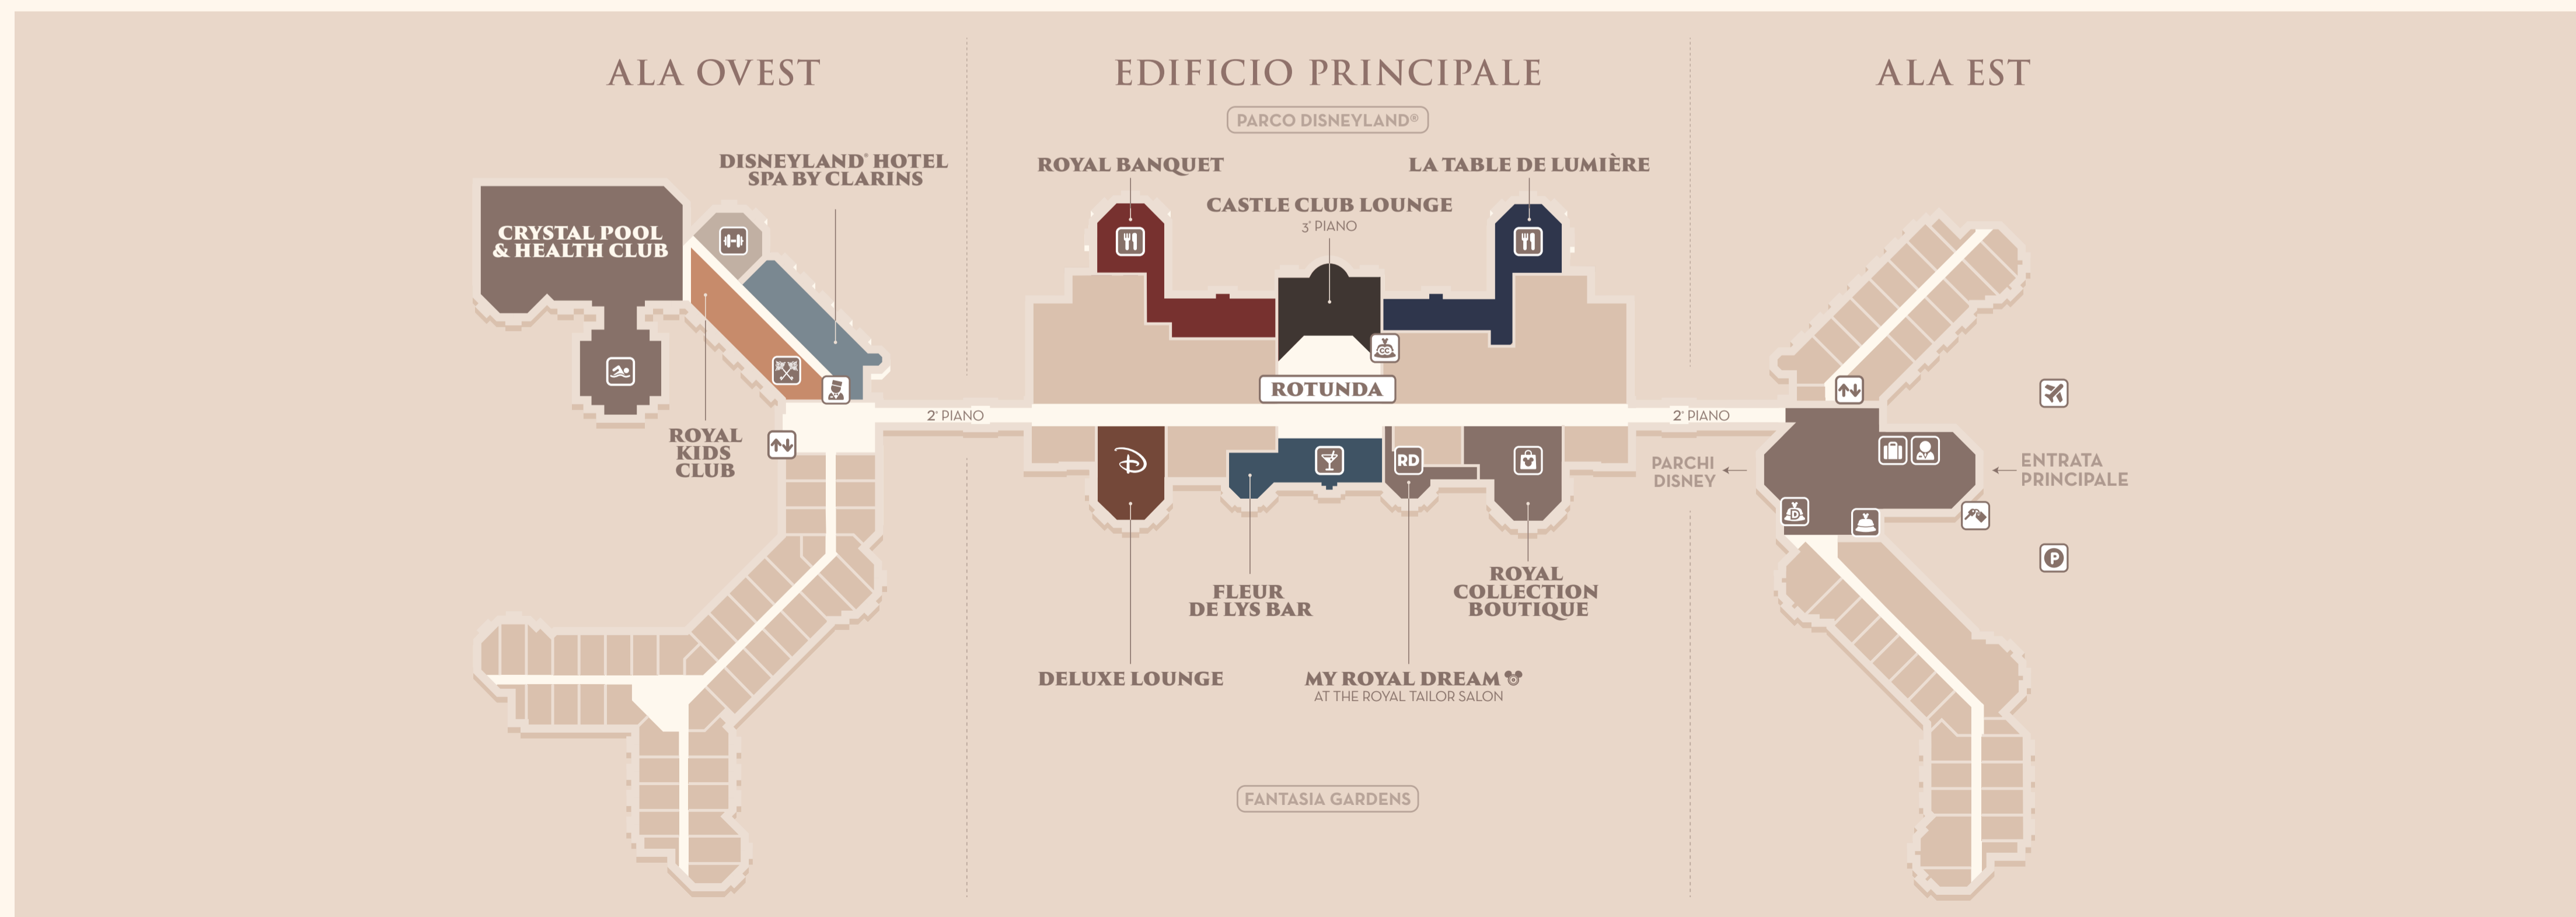 ALA OVEST
EDIFICIO PRINCIPALE
ALA EST
PARCO DISNEYLAND®
DISNEYLAND® HOTEL
SPA BY CLARINS
ROYAL BANQUET
LA TABLE DE LUMIÈRE
CASTLE CLUB LOUNGE
3° PIANO
CRYSTAL POOL
& HEALTH CLUB
CC
ROTUNDA
2° PIANO
2° PIANO
ROYAL
KIDS
CLUB
D
RD
PARCHI
DISNEY
ENTRATA
PRINCIPALE
D
P
FLEUR
DE LYS BAR
ROYAL
COLLECTION
BOUTIQUE
DELUXE LOUNGE
MY ROYAL DREAM
AT THE ROYAL TAILOR SALON
FANTASIA GARDENS